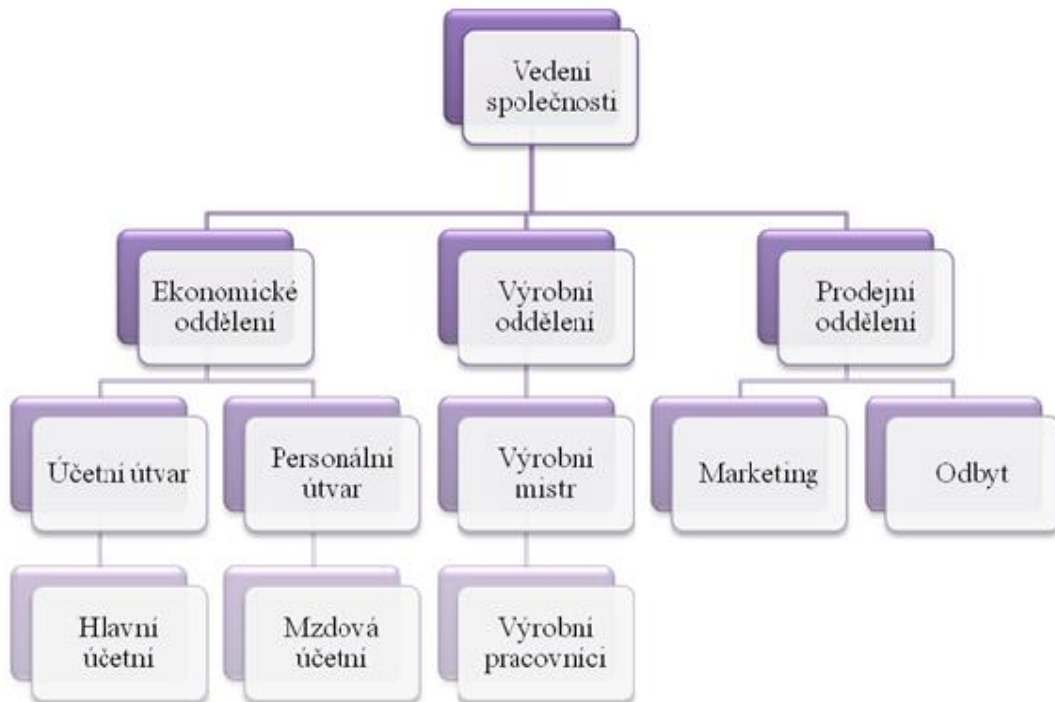 Vedení
společnosti
Ekonomické
oddělení
Výrobní
oddělení
Prodejní
oddělení
Účetní útvar
Personální
útvar
Výrobní
mistr
Marketing
Odbyt
Hlavní
účetní
Mzdová
účetní
Výrobní
pracovníci